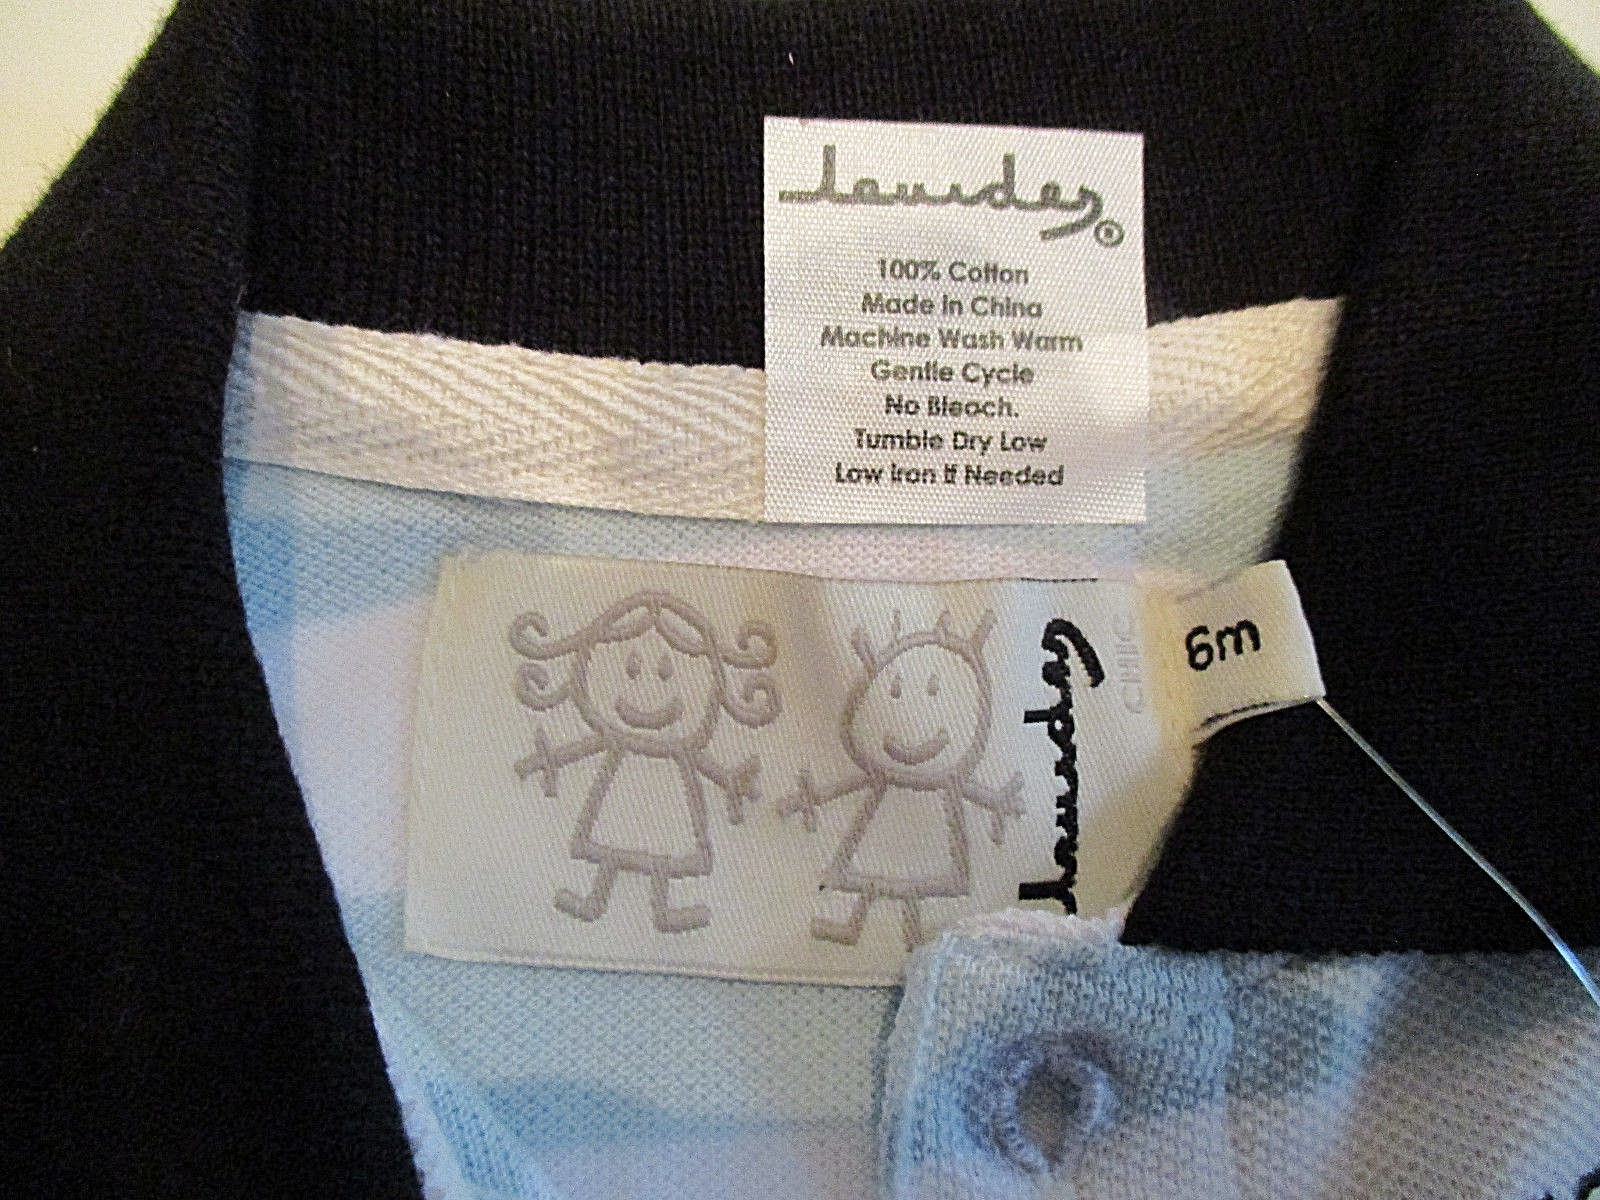 Lourdes®
100% Cotton
Made In China
Machine Wash Warm
Gentle Cycle
No Bleach.
Tumble Dry Low
Low Iron If Needed
6m
Lourdes